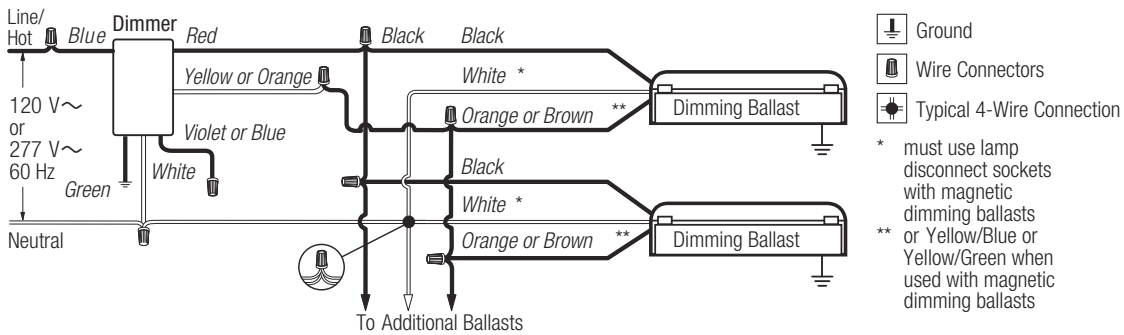 Line/
Hot
Blue
Dimmer
Red
Black
Black
Yellow or Orange
White *
Dimming Ballast
120 V~
or
277 V~
60 Hz
Violet or Blue
Orange or Brown **
Green
White
Black
White *
Neutral
Orange or Brown **
Dimming Ballast
To Additional Ballasts
Ground
Wire Connectors
Typical 4-Wire Connection
* must use lamp
disconnect sockets
with magnetic
dimming ballasts
** or Yellow/Blue or
Yellow/Green when
used with magnetic
dimming ballasts